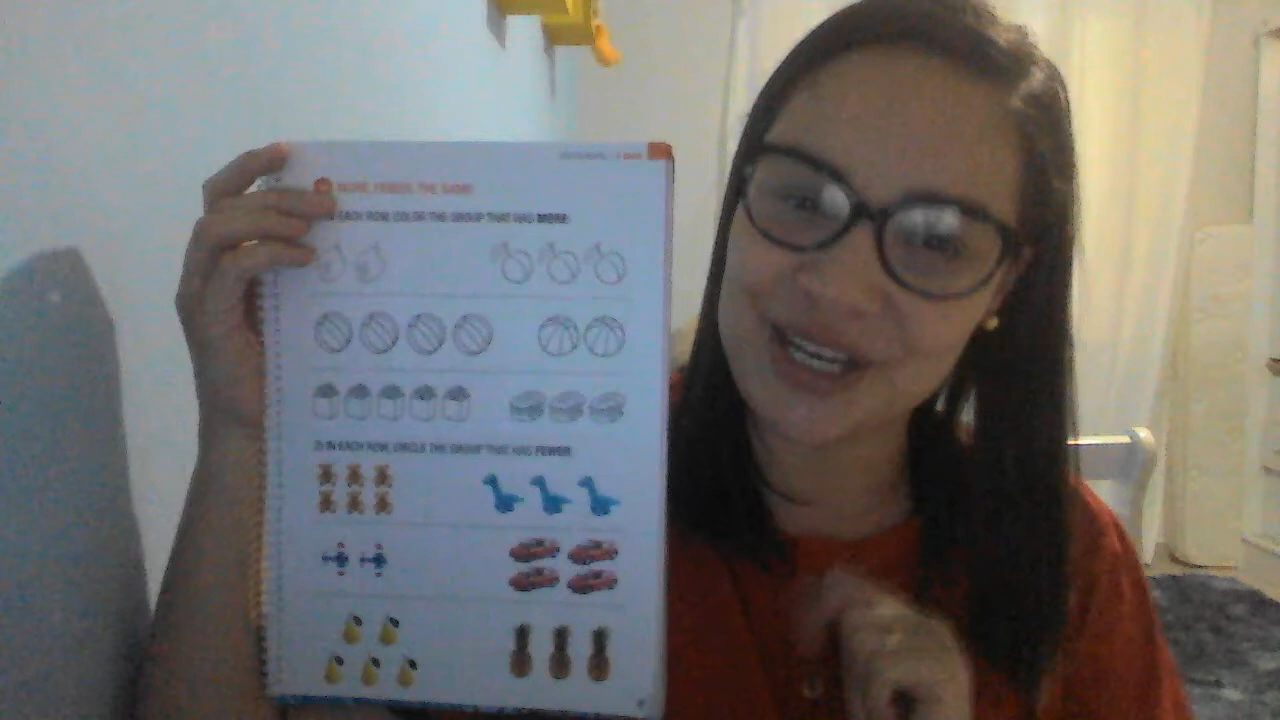 MORE, FEWER, THE SAME
EACH ROW, COLOR THE GROUP THAT HAS MORE:
2) IN EACH ROW, CIRCLE THE GROUP THAT HAS FEWER: